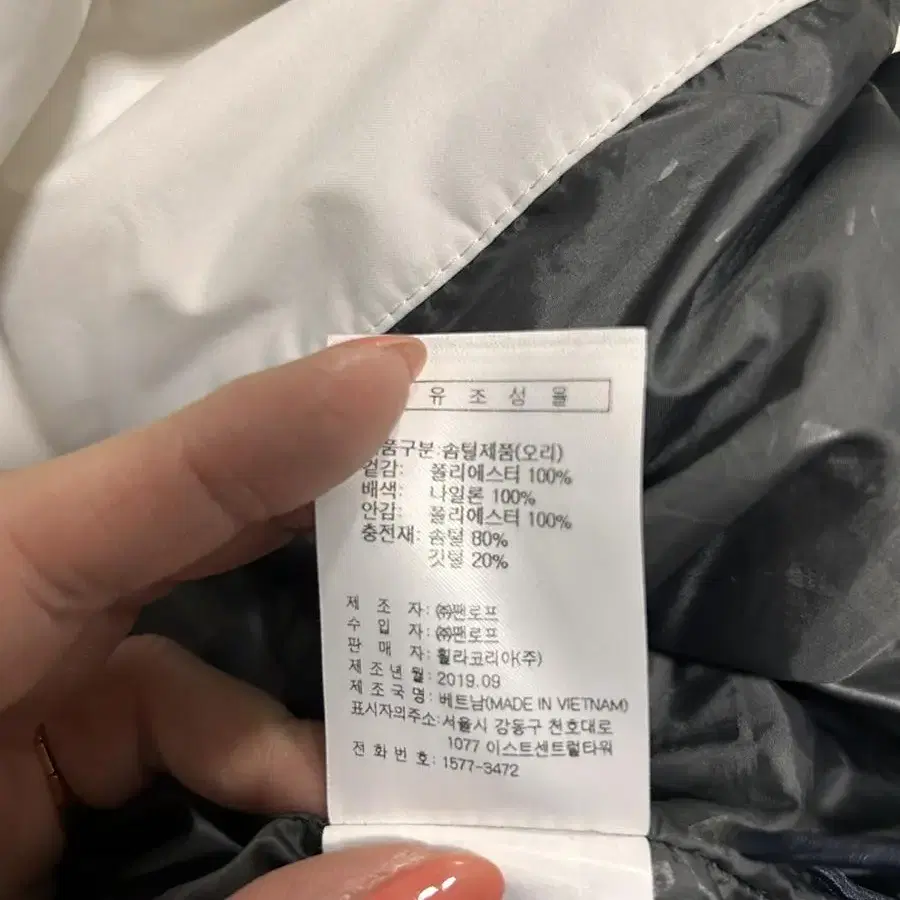 유 조 성 율
품구분:솜털제품(오리)
겉감: 폴리에스터 100%
배색: 나일론 100%
안감: 폴리에스터 100%
충전재: 솜털 80%
깃털 20%
제 조 자: ㈜팬로프
수 입 자: ㈜팬로프
판 매 자: 휠라코리아(주)
제 조 년 월: 2019.09
제 조 국 명: 베트남(MADE IN VIETNAM)
표시자의주소:서울시 강동구 천호대로
1077 이스트센트럴타워
전 화 번 호: 1577-3472